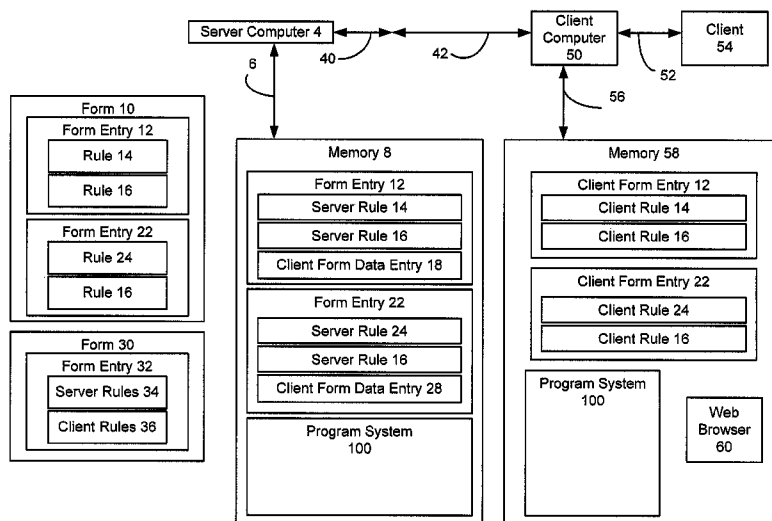 Server Computer 4
40
42
Client
Computer
50
52
Client
54
6
56
Form 10
Form Entry 12
Rule 14
Rule 16
Form Entry 22
Rule 24
Rule 16
Form 30
Form Entry 32
Server Rules 34
Client Rules 36
Memory 8
Form Entry 12
Server Rule 14
Server Rule 16
Client Form Data Entry 18
Form Entry 22
Server Rule 24
Server Rule 16
Client Form Data Entry 28
Program System
100
Memory 58
Client Form Entry 12
Client Rule 14
Client Rule 16
Client Form Entry 22
Client Rule 24
Client Rule 16
Program System
100
Web
Browser
60